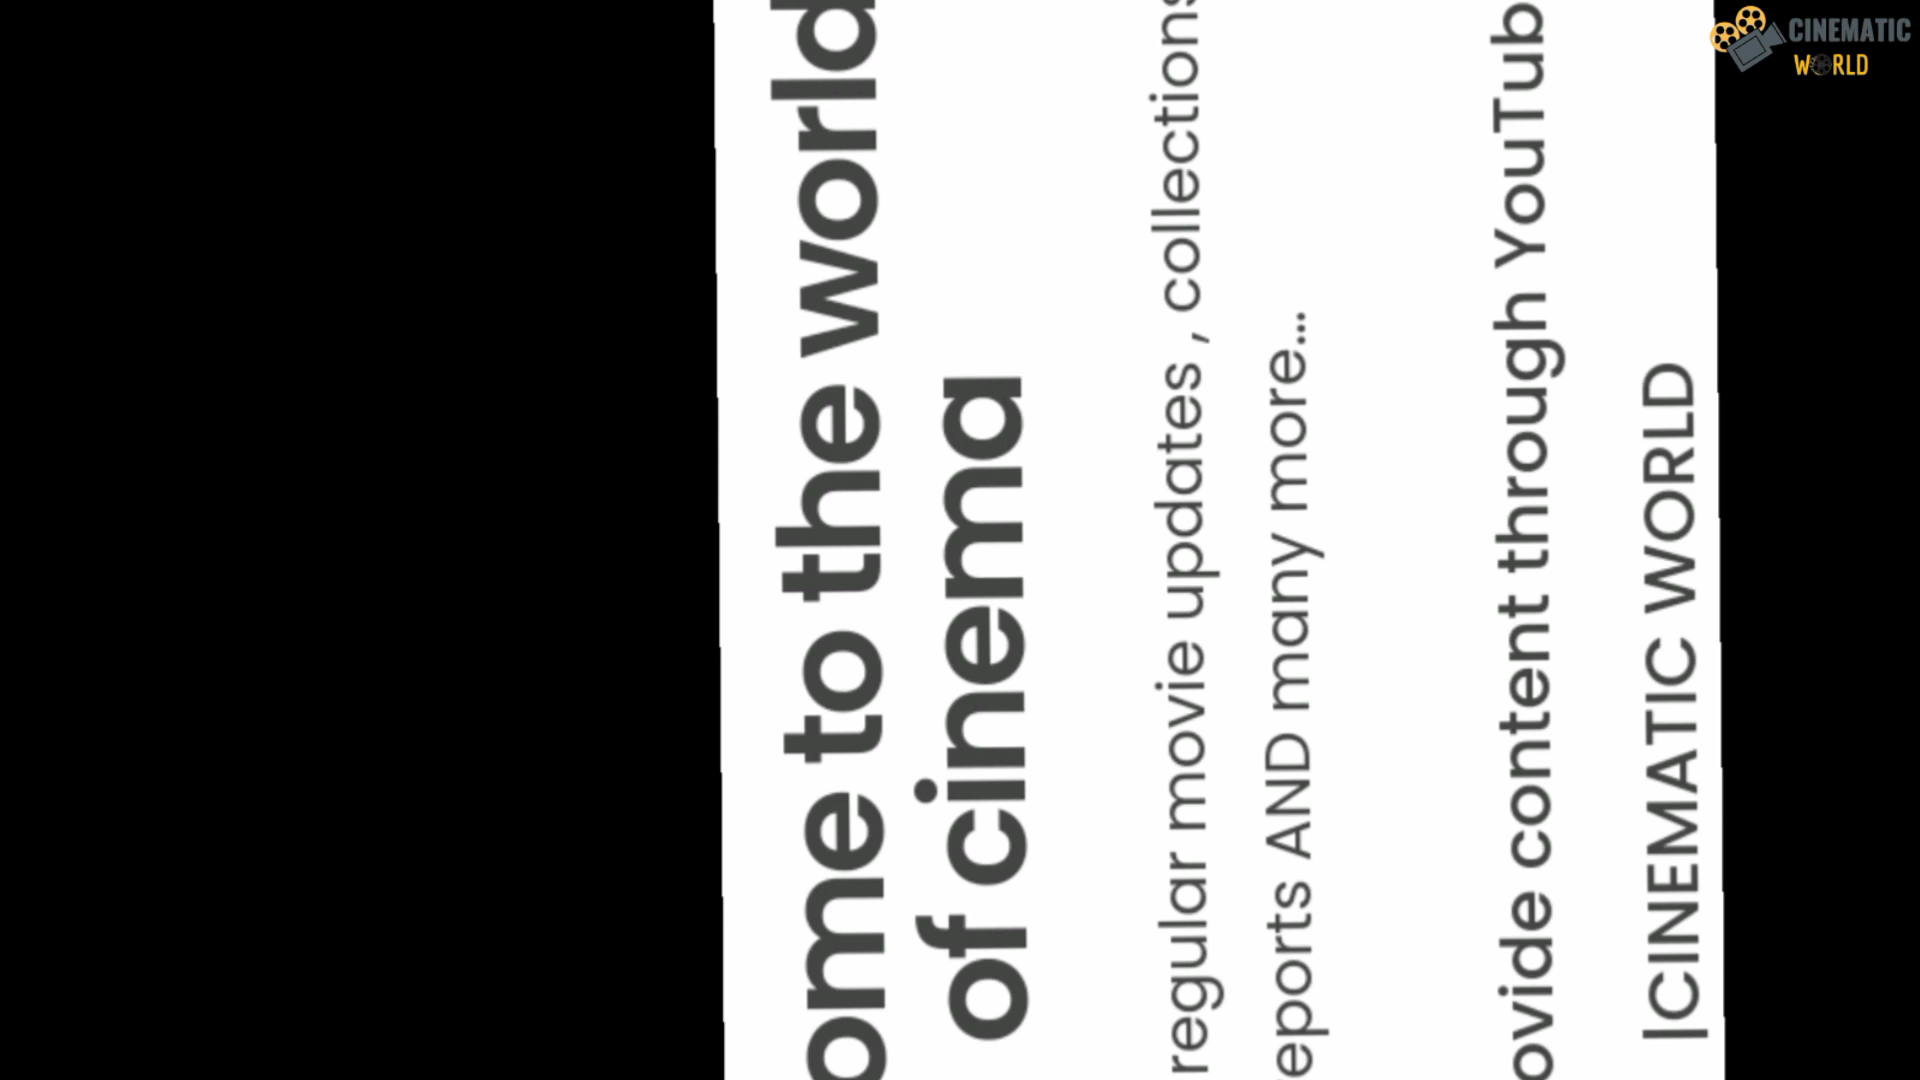 ome to the world
of cinema
regular movie updates , collections
eports AND many more...
ovide content through YouTub
|CINEMATIC WORLD
CINEMATIC
WORLD